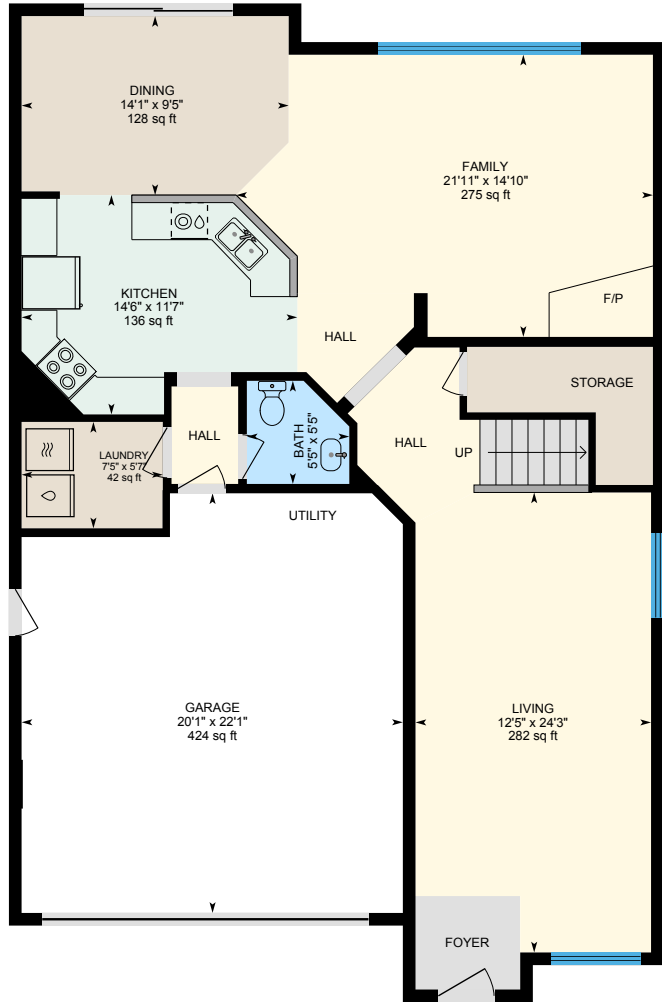 DINING
14'1" x 9'5"
128 sq ft
FAMILY
21'11" x 14'10"
275 sq ft
KITCHEN
14'6" x 11'7"
136 sq ft
F/P
HALL
STORAGE
HALL
BATH
5'5" x 5'5"
HALL
UP
LAUNDRY
7'5" x 5'7"
42 sq ft
UTILITY
GARAGE
20'1" x 22'1"
424 sq ft
LIVING
12'5" x 24'3"
282 sq ft
FOYER